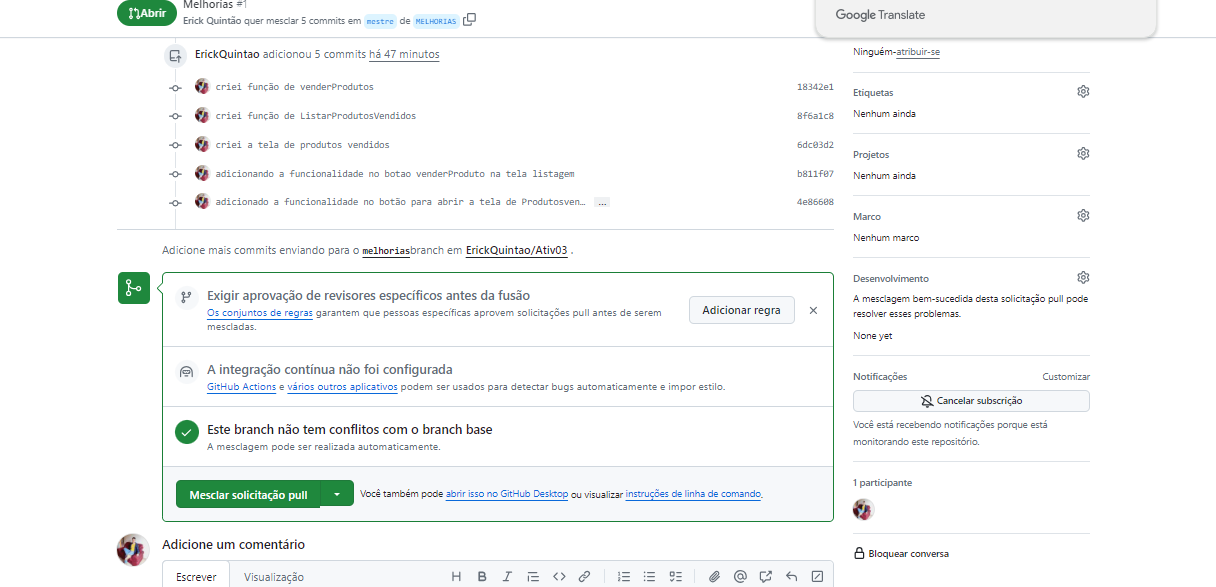 Abrir
Melhorias #1
Erick Quintão quer mesclar 5 commits em mestre de MELHORIAS
Google Translate
ErickQuintao adicionou 5 commits há 47 minutos
criei função de venderProdutos 18342e1
criei função de ListarProdutosVendidos 8f6a1c8
criei a tela de produtos vendidos 6dc03d2
adicionando a funcionalidade no botao venderProduto na tela listagem b811f07
adicionado a funcionalidade no botão para abrir a tela de Produtosven… … 4e86608
Adicione mais commits enviando para o melhoriasbranch em ErickQuintao/Ativ03 .
Exigir aprovação de revisores específicos antes da fusão
Os conjuntos de regras garantem que pessoas específicas aprovem solicitações pull antes de serem
mescladas.
Adicionar regra
A integração contínua não foi configurada
GitHub Actions e vários outros aplicativos podem ser usados para detectar bugs automaticamente e impor estilo.
Este branch não tem conflitos com o branch base
A mesclagem pode ser realizada automaticamente.
Mesclar solicitação pull
Você também pode abrir isso no GitHub Desktop ou visualizar instruções de linha de comando.
Adicione um comentário
Escrever Visualização
Ninguém-atribuir-se
Etiquetas
Nenhum ainda
Projetos
Nenhum ainda
Marco
Nenhum marco
Desenvolvimento
A mesclagem bem-sucedida desta solicitação pull pode
resolver esses problemas.
None yet
Notificações Customizar
Cancelar subscrição
Você está recebendo notificações porque está
monitorando este repositório.
1 participante
Bloquear conversa